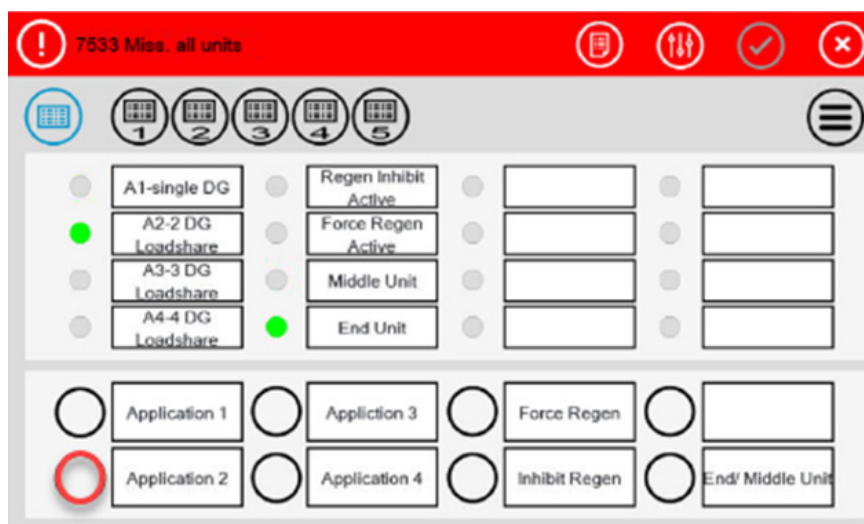 7533 Miss. all units
1 2 3 4 5
A1-single DG
Regen Inhibit
Active
A2-2 DG
Loadshare
Force Regen
Active
A3-3 DG
Loadshare
Middle Unit
A4-4 DG
Loadshare
End Unit
Application 1
Appliction 3
Force Regen
Application 2
Application 4
Inhibit Regen
End/ Middle Unit